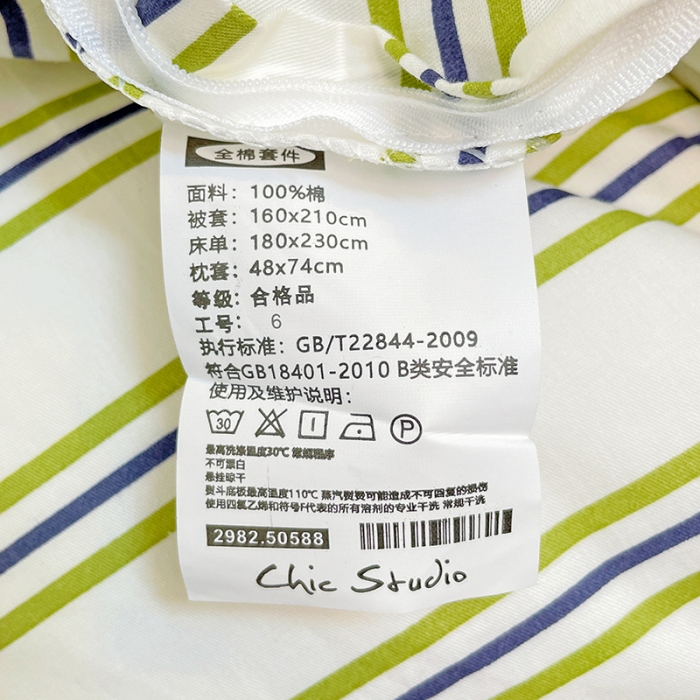 全棉套件
面料：100%棉
被套：160x210cm
床单：180x230cm
枕套：48x74cm
等级：合格品
工号： 6
执行标准：GB/T22844-2009
符合GB18401-2010 B类安全标准
使用及维护说明：
30 P
最高洗涤温度30℃ 常规程序
不可漂白
悬挂晾干
熨斗底板最高温度110℃ 蒸汽熨烫可能造成不可回复的损伤
使用四氯乙烯和符号F代表的所有溶剂的专业干洗 常规干洗
2982.50588
Chic Studio